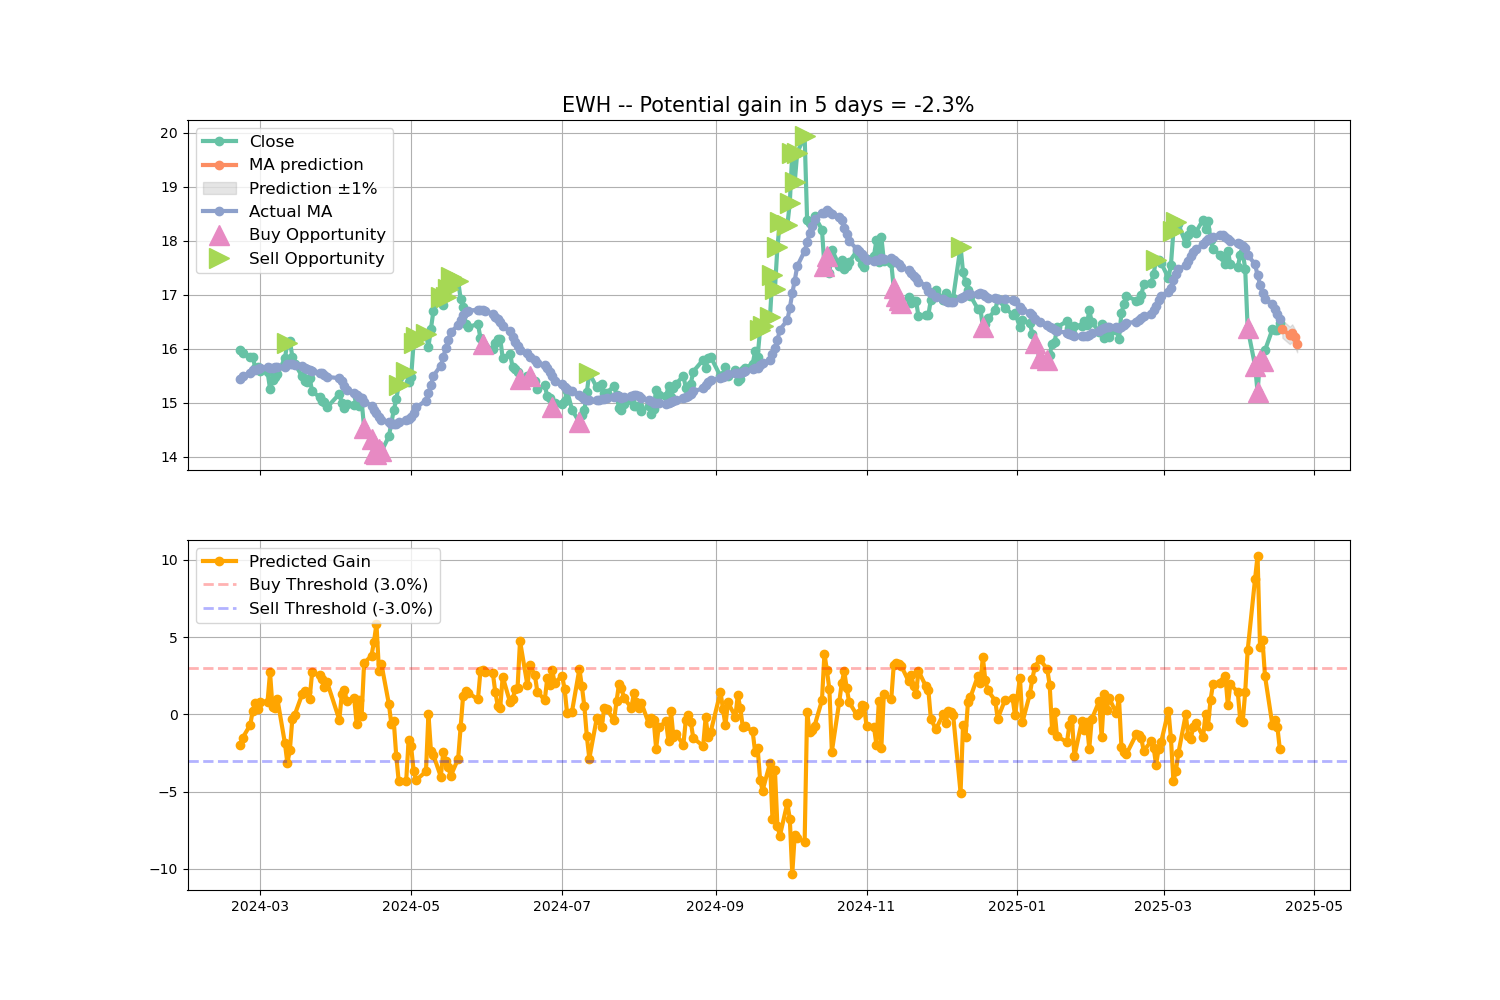 EWH -- Potential gain in 5 days = -2.3%
20
19
18
17
16
15
14
Close
MA prediction
Prediction ±1%
Actual MA
Buy Opportunity
Sell Opportunity
10
5
0
−5
−10
Predicted Gain
Buy Threshold (3.0%)
Sell Threshold (-3.0%)
2024-03
2024-05
2024-07
2024-09
2024-11
2025-01
2025-03
2025-05